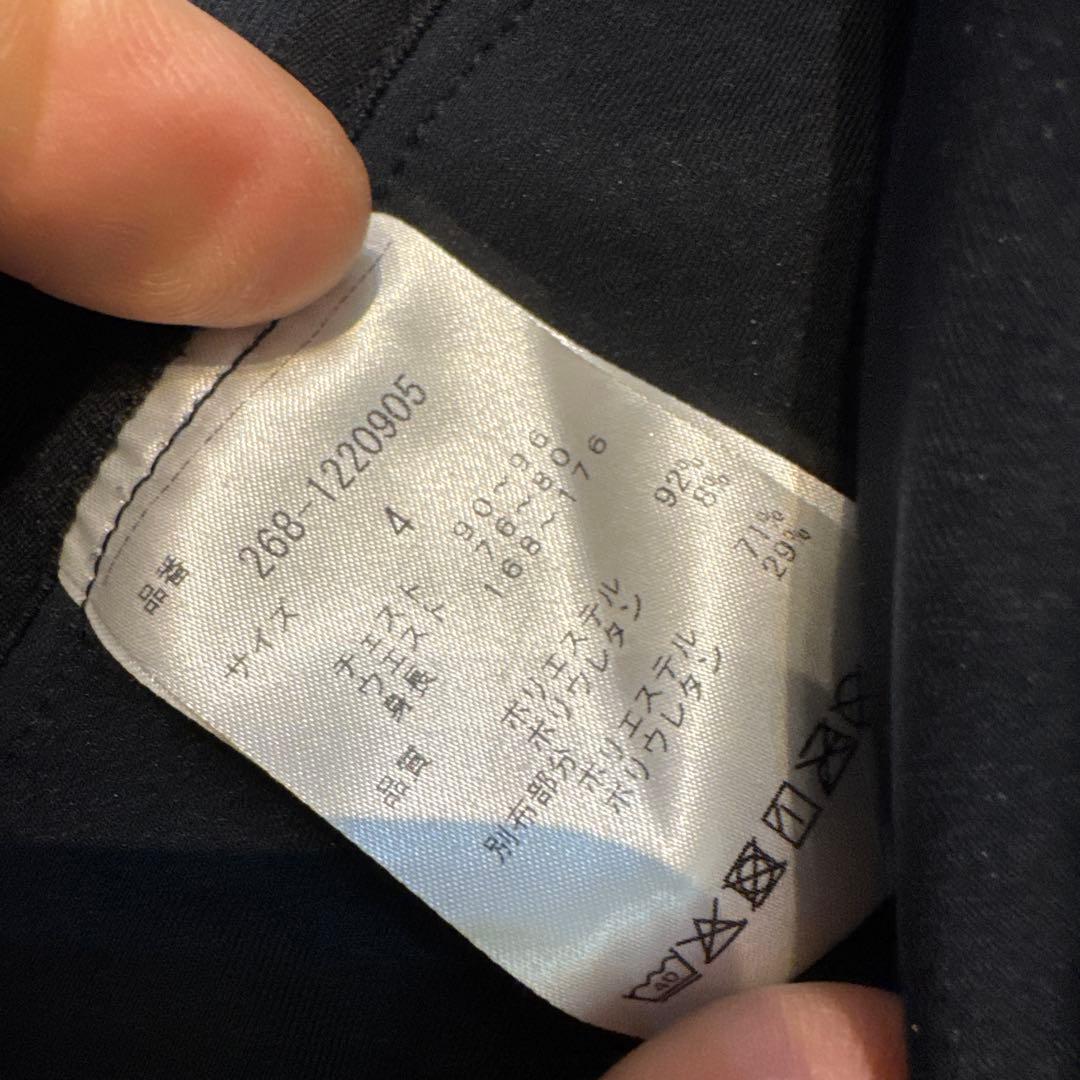 品番
268-1220905
サイズ 4
チェスト 90~96
ウエスト 76~80
身長 168~176
品質
ポリエステル 92%
ポリウレタン 8%
別布部分
ポリエステル 71%
ポリウレタン 29%
40